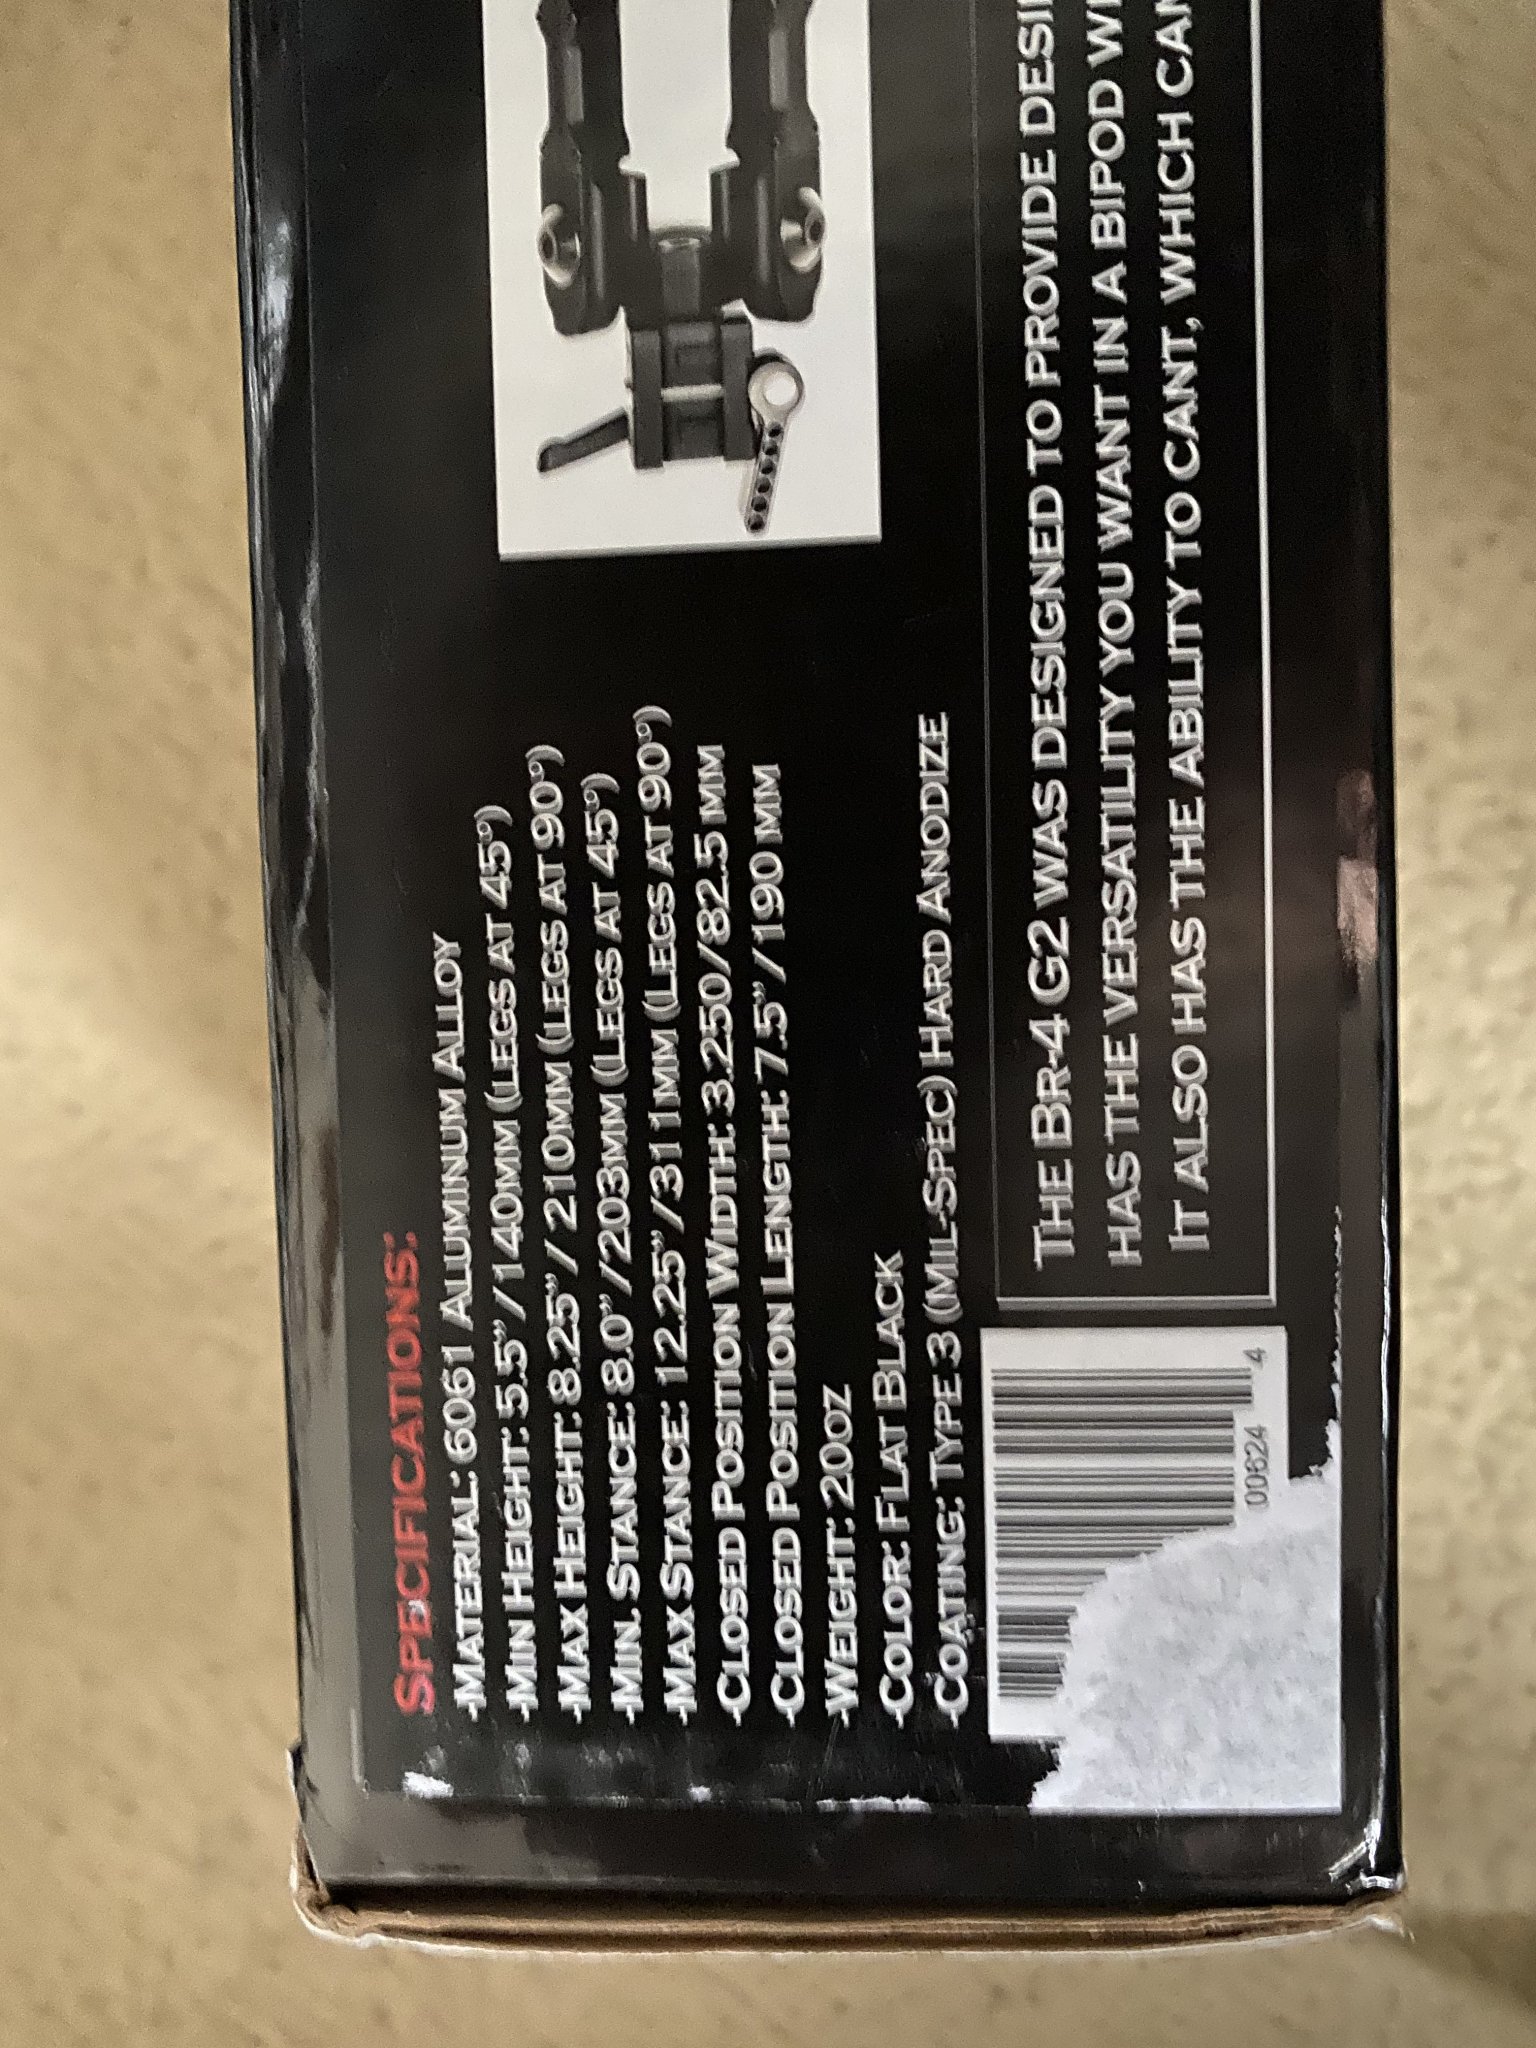 SPECIFICATIONS:
-MATERIAL: 6061 ALUMINUM ALLOY
-MIN HEIGHT: 5.5" / 140MM (LEGS AT 45°)
-MAX HEIGHT: 8.25" / 210MM (LEGS AT 90°)
-MIN. STANCE: 8.0" / 203MM (LEGS AT 45°)
-MAX STANCE: 12.25" / 311MM (LEGS AT 90°)
-CLOSED POSITION WIDTH: 3.250/82.5 MM
-CLOSED POSITION LENGTH: 7.5" / 190 MM
-WEIGHT: 20OZ
-COLOR: FLAT BLACK
-COATING: TYPE 3 (MIL-SPEC) HARD ANODIZE
THE BR-4 G2 WAS DESIGNED TO PROVIDE
HAS THE VERSATILITY YOU WANT IN A BIPOD
IT ALSO HAS THE ABILITY TO CANT, WHICH
00624 4